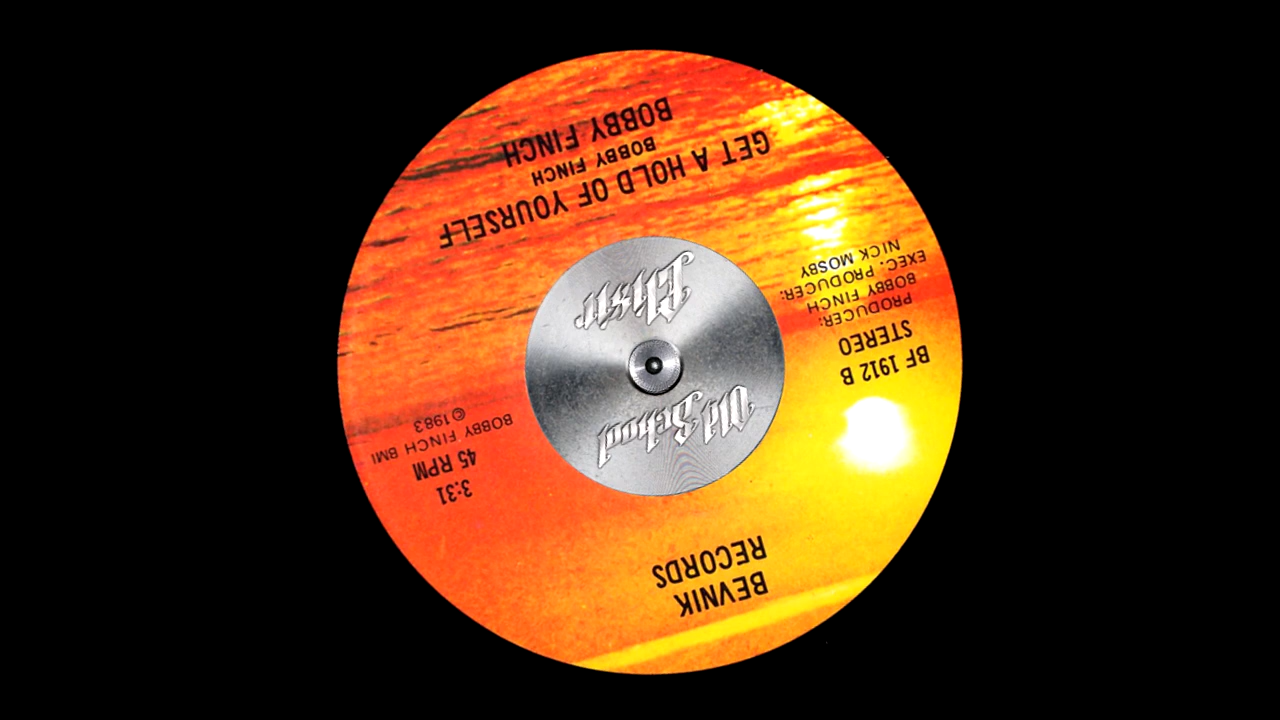 BEVNIK
RECORDS
BF 1912 B
STEREO
PRODUCER:
BOBBY FINCH
EXEC. PRODUCER:
NICK MOSBY
Old School
Elixir
3:31
45 RPM
BOBBY FINCH BMI
©1983
GET A HOLD OF YOURSELF
BOBBY FINCH
BOBBY FINCH